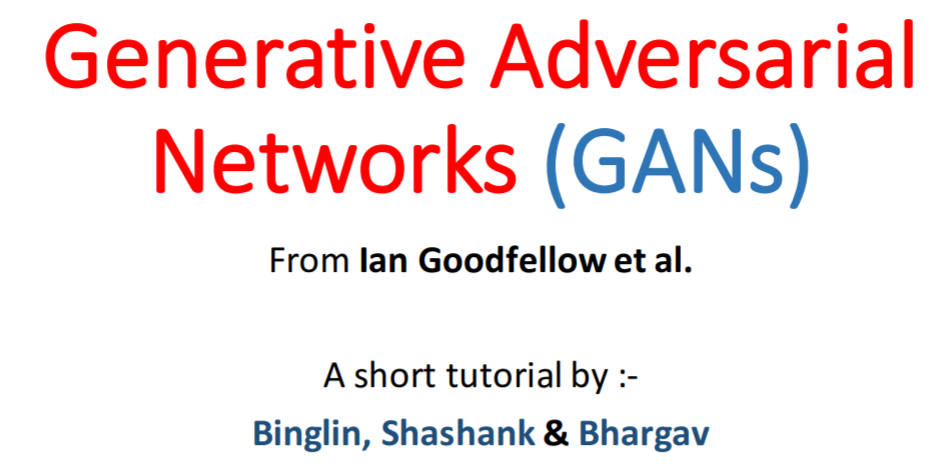 Generative Adversarial
Networks (GANs)
From Ian Goodfellow et al.
A short tutorial by :-
Binglin, Shashank & Bhargav